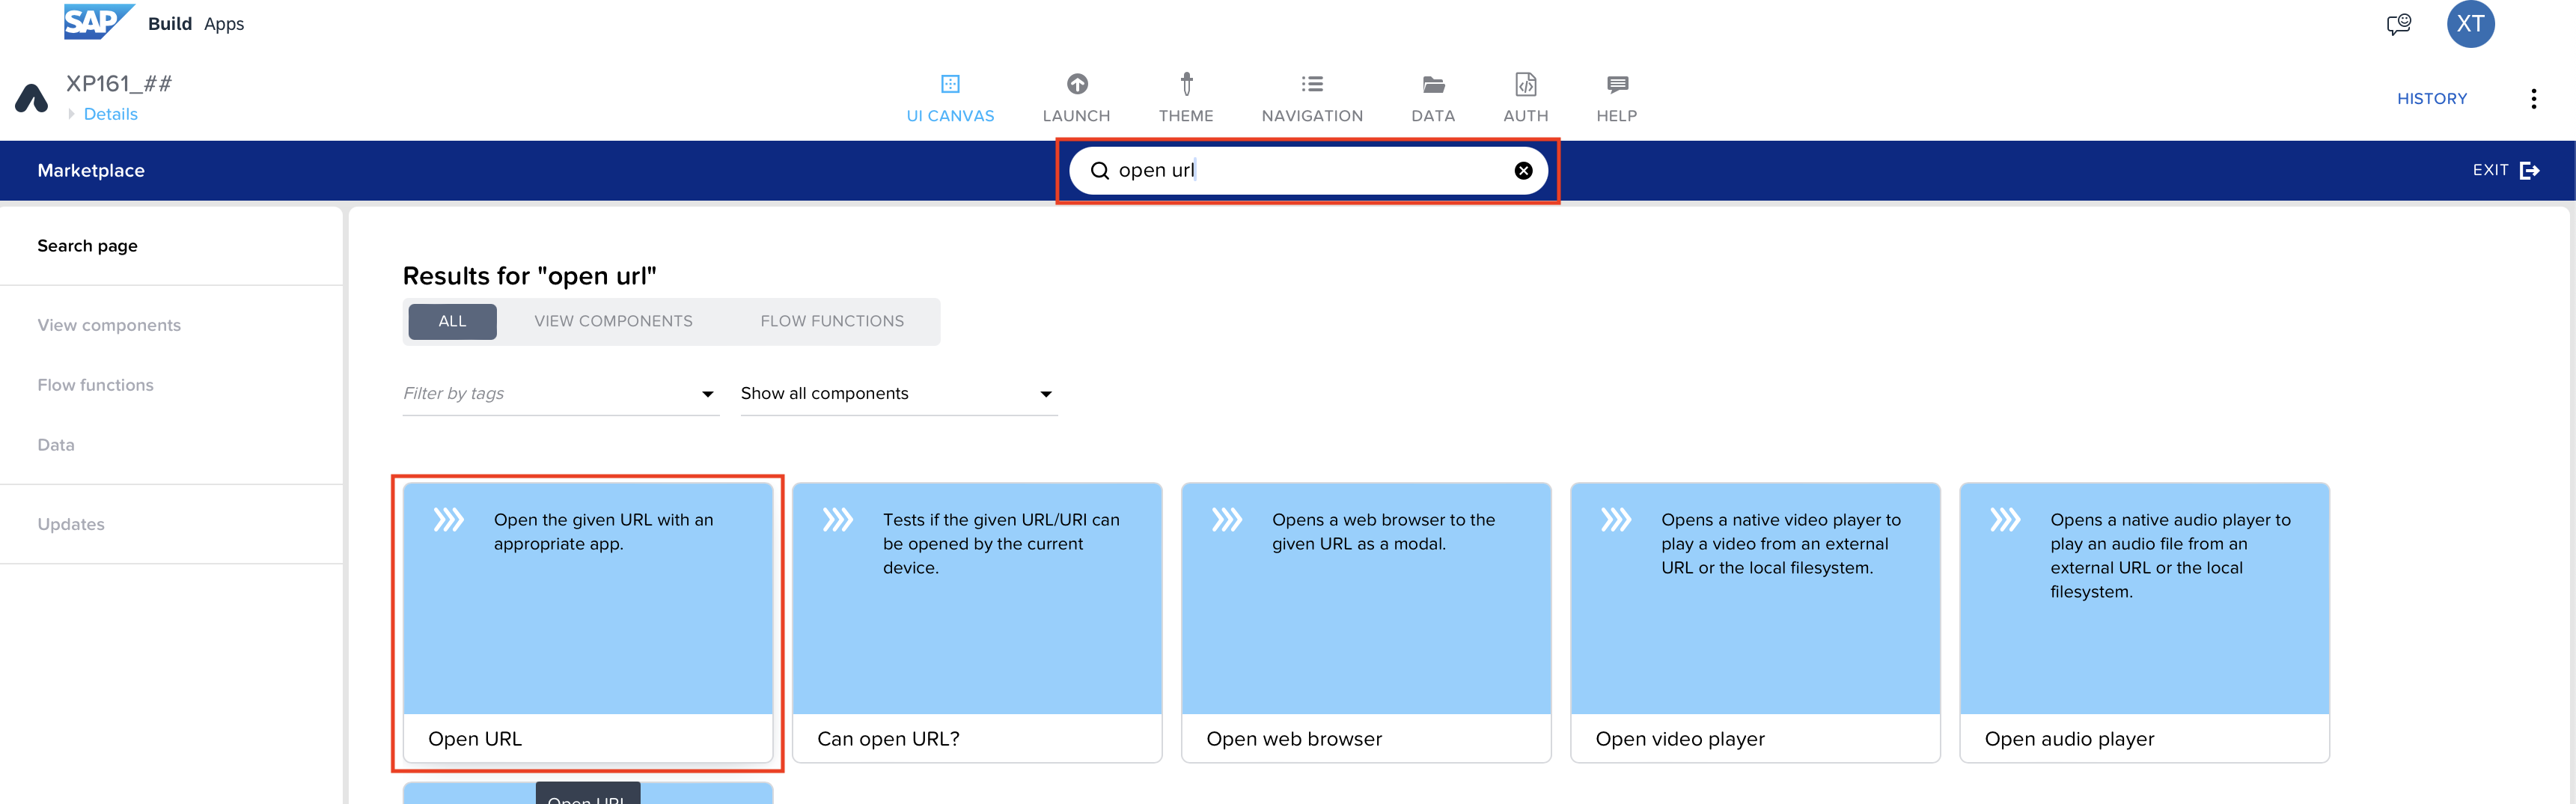 SAP Build Apps
XT
XP161_##
Details
UI CANVAS
LAUNCH
THEME
NAVIGATION
DATA
AUTH
HELP
HISTORY
Marketplace
open url
EXIT
Search page
View components
Flow functions
Data
Updates
Results for "open url"
ALL
VIEW COMPONENTS
FLOW FUNCTIONS
Filter by tags
Show all components
Open the given URL with an
appropriate app.
Open URL
Tests if the given URL/URI can
be opened by the current
device.
Can open URL?
Opens a web browser to the
given URL as a modal.
Open web browser
Opens a native video player to
play a video from an external
URL or the local filesystem.
Open video player
Opens a native audio player to
play an audio file from an
external URL or the local
filesystem.
Open audio player
Open URL